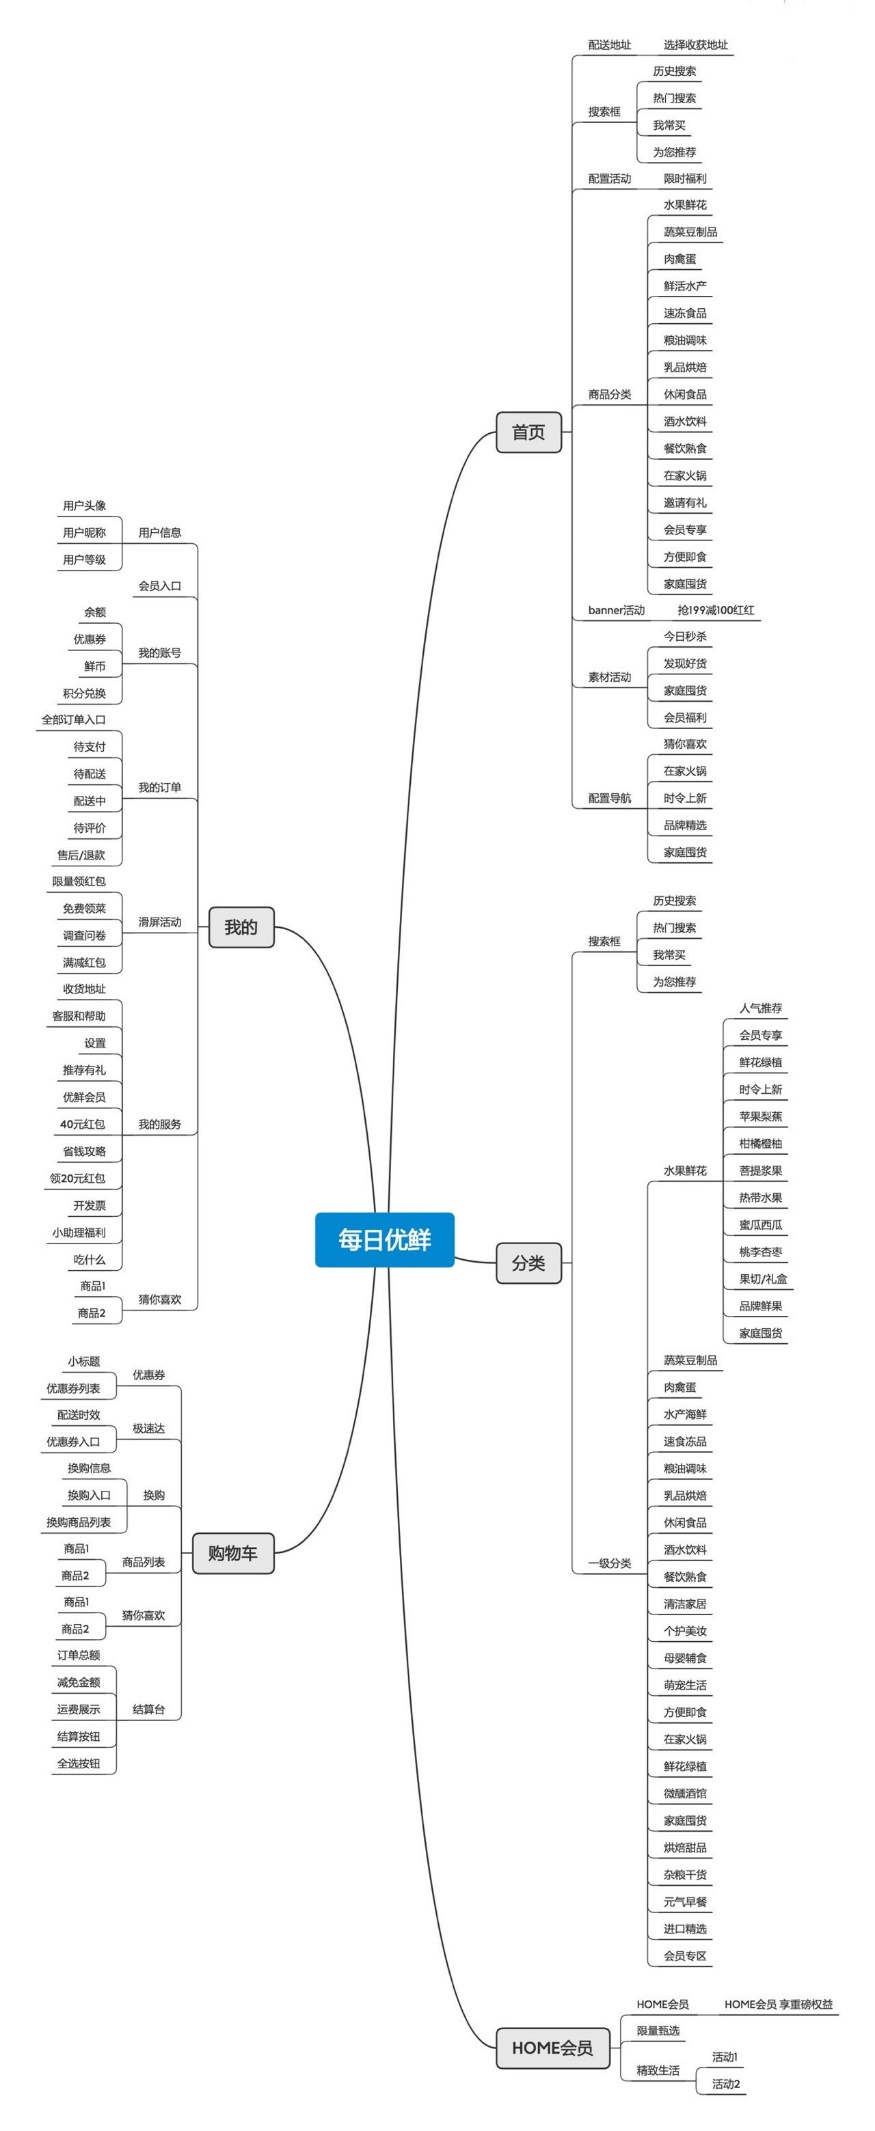 每日优鲜
首页
配送地址
选择收获地址
搜索框
历史搜索
热门搜索
我常买
为您推荐
配置活动
限时福利
商品分类
水果鲜花
蔬菜豆制品
肉禽蛋
鲜活水产
速冻食品
粮油调味
乳品烘焙
休闲食品
酒水饮料
餐饮熟食
在家火锅
邀请有礼
会员专享
方便即食
家庭囤货
banner活动
抢199减100红红
素材活动
今日秒杀
发现好货
家庭囤货
会员福利
配置导航
猜你喜欢
在家火锅
时令上新
品牌精选
家庭囤货
分类
搜索框
历史搜索
热门搜索
我常买
为您推荐
一级分类
水果鲜花
人气推荐
会员专享
鲜花绿植
时令上新
苹果梨蕉
柑橘橙柚
菩提浆果
热带水果
蜜瓜西瓜
桃李杏枣
果切/礼盒
品牌鲜果
家庭囤货
蔬菜豆制品
肉禽蛋
水产海鲜
速食冻品
粮油调味
乳品烘焙
休闲食品
酒水饮料
餐饮熟食
清洁家居
个护美妆
母婴辅食
萌宠生活
方便即食
在家火锅
鲜花绿植
微醺酒馆
家庭囤货
烘焙甜品
杂粮干货
元气早餐
进口精选
会员专区
HOME会员
HOME会员
HOME会员 享重磅权益
限量甄选
精致生活
活动1
活动2
我的
用户信息
用户头像
用户昵称
用户等级
会员入口
我的账号
余额
优惠券
鲜币
积分兑换
我的订单
全部订单入口
待支付
待配送
配送中
待评价
售后/退款
滑屏活动
限量领红包
免费领菜
调查问卷
满减红包
我的服务
收货地址
客服和帮助
设置
推荐有礼
优鲜会员
40元红包
省钱攻略
领20元红包
开发票
小助理福利
吃什么
猜你喜欢
商品1
商品2
购物车
优惠券
小标题
优惠券列表
极速达
配送时效
优惠券入口
换购
换购信息
换购入口
换购商品列表
商品列表
商品1
商品2
猜你喜欢
商品1
商品2
结算台
订单总额
减免金额
运费展示
结算按钮
全选按钮